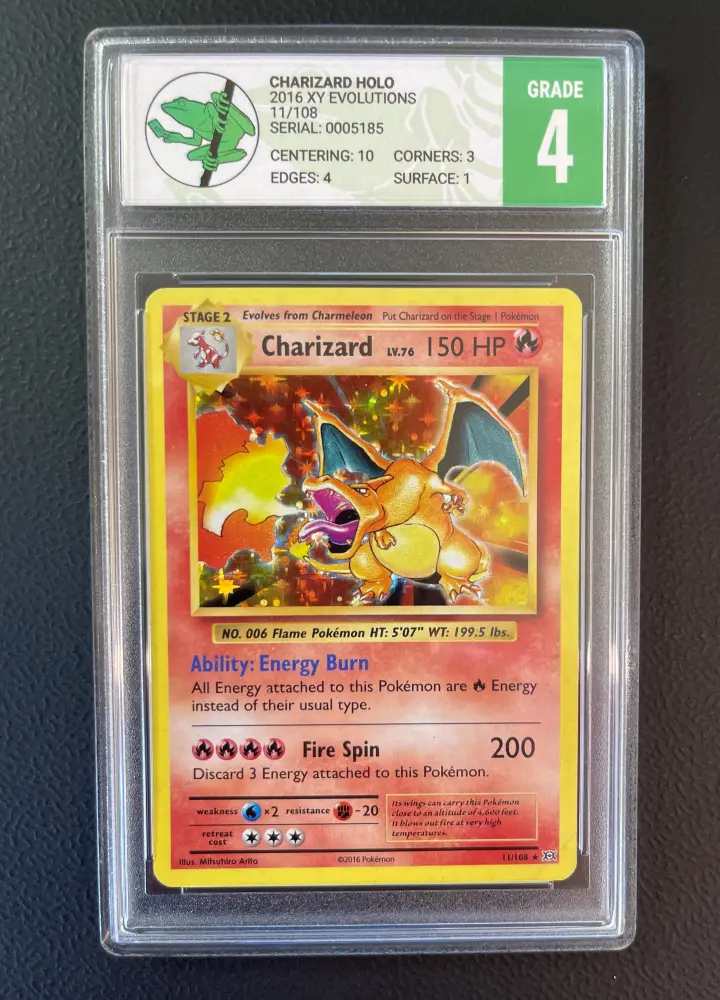 CHARIZARD HOLO
2016 XY EVOLUTIONS
11/108
SERIAL: 0005185
CENTERING: 10 CORNERS: 3
EDGES: 4 SURFACE: 1
GRADE
4
STAGE 2 Evolves from Charmeleon Put Charizard on the Stage 1 Pokémon
Charizard LV.76 150 HP
NO. 006 Flame Pokémon HT: 5'07" WT: 199.5 lbs.
Ability: Energy Burn
All Energy attached to this Pokémon are Energy
instead of their usual type.
Fire Spin 200
Discard 3 Energy attached to this Pokémon.
weakness ×2 resistance -20
retreat
cost
Its wings can carry this Pokémon
close to an altitude of 4,600 feet.
It blows out fire at very high
temperatures.
Illus. Mitsuhiro Arita ©2016 Pokémon 11/108